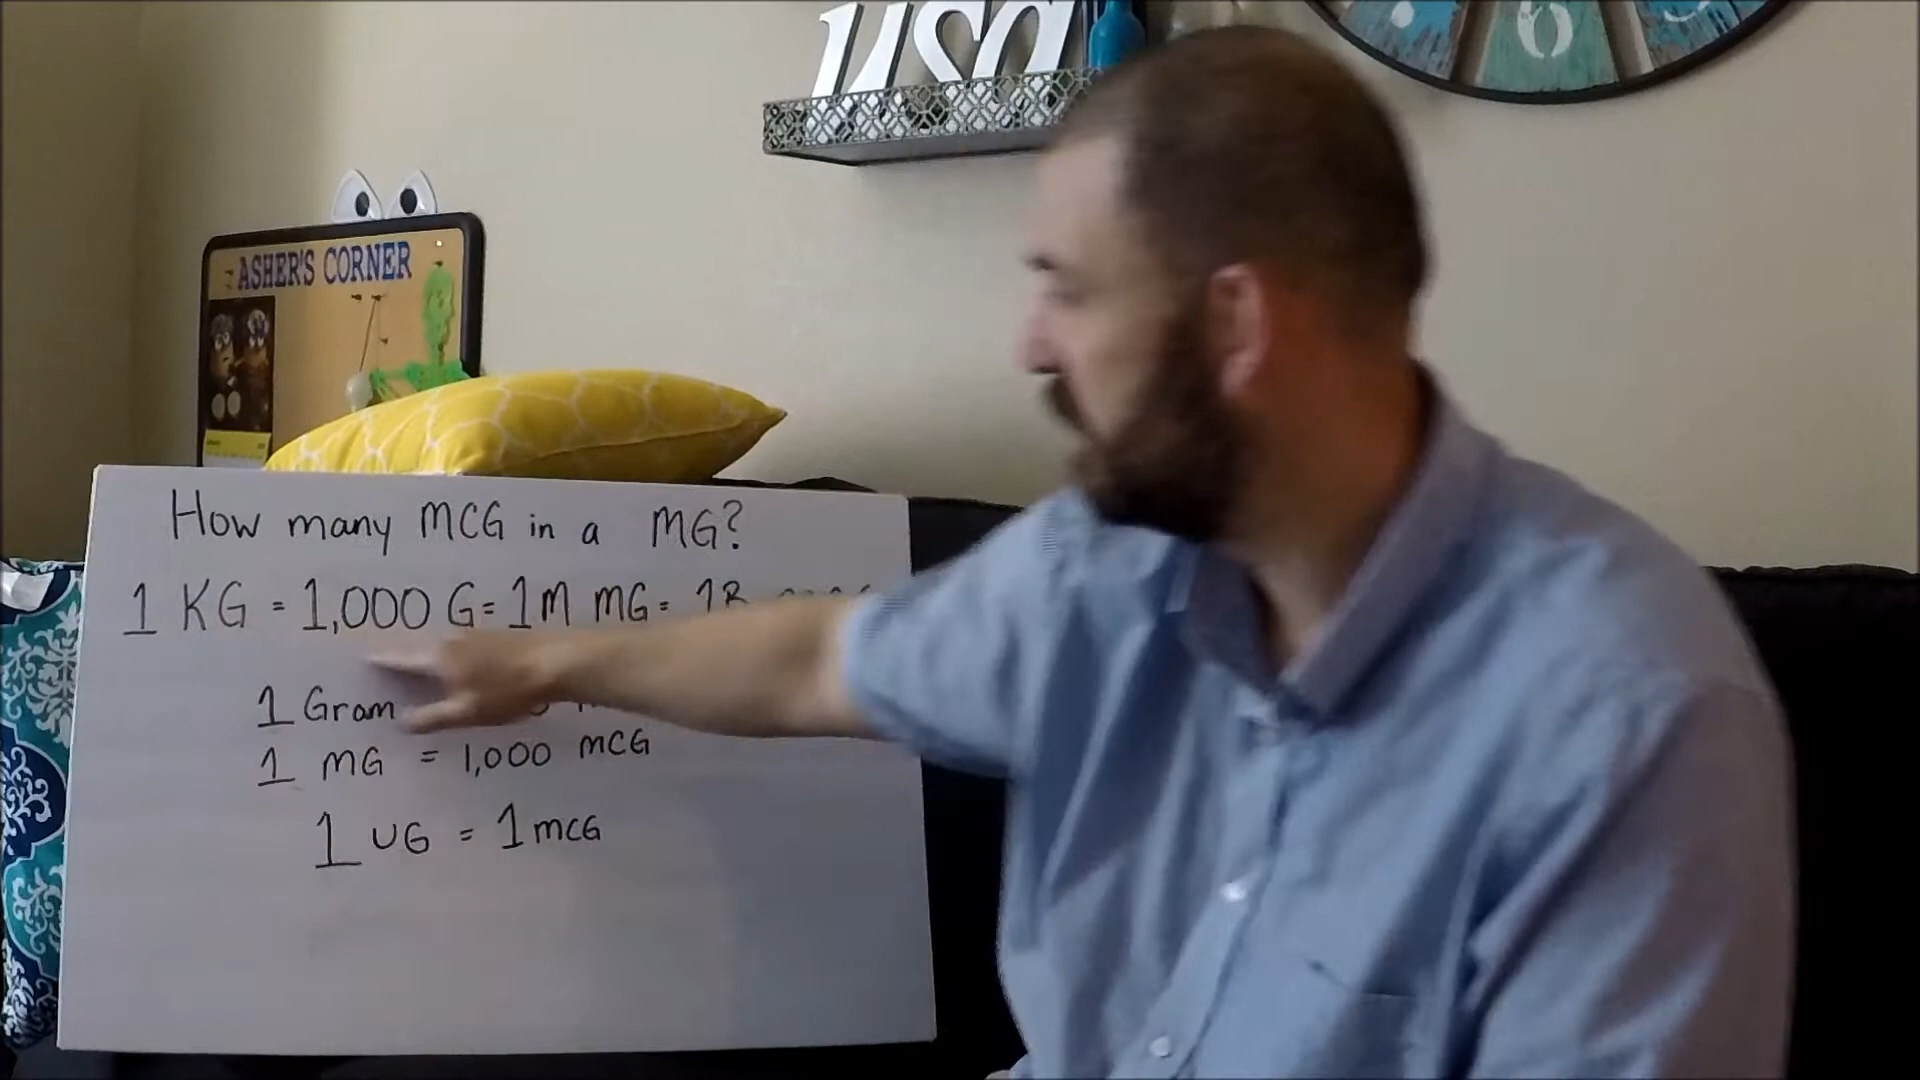 usa
6
ASHER'S CORNER
How many MCG in a MG?
1 KG = 1,000 G = 1M MG = 1B
1 Gram
1 MG = 1,000 MCG
1 UG = 1 mCG